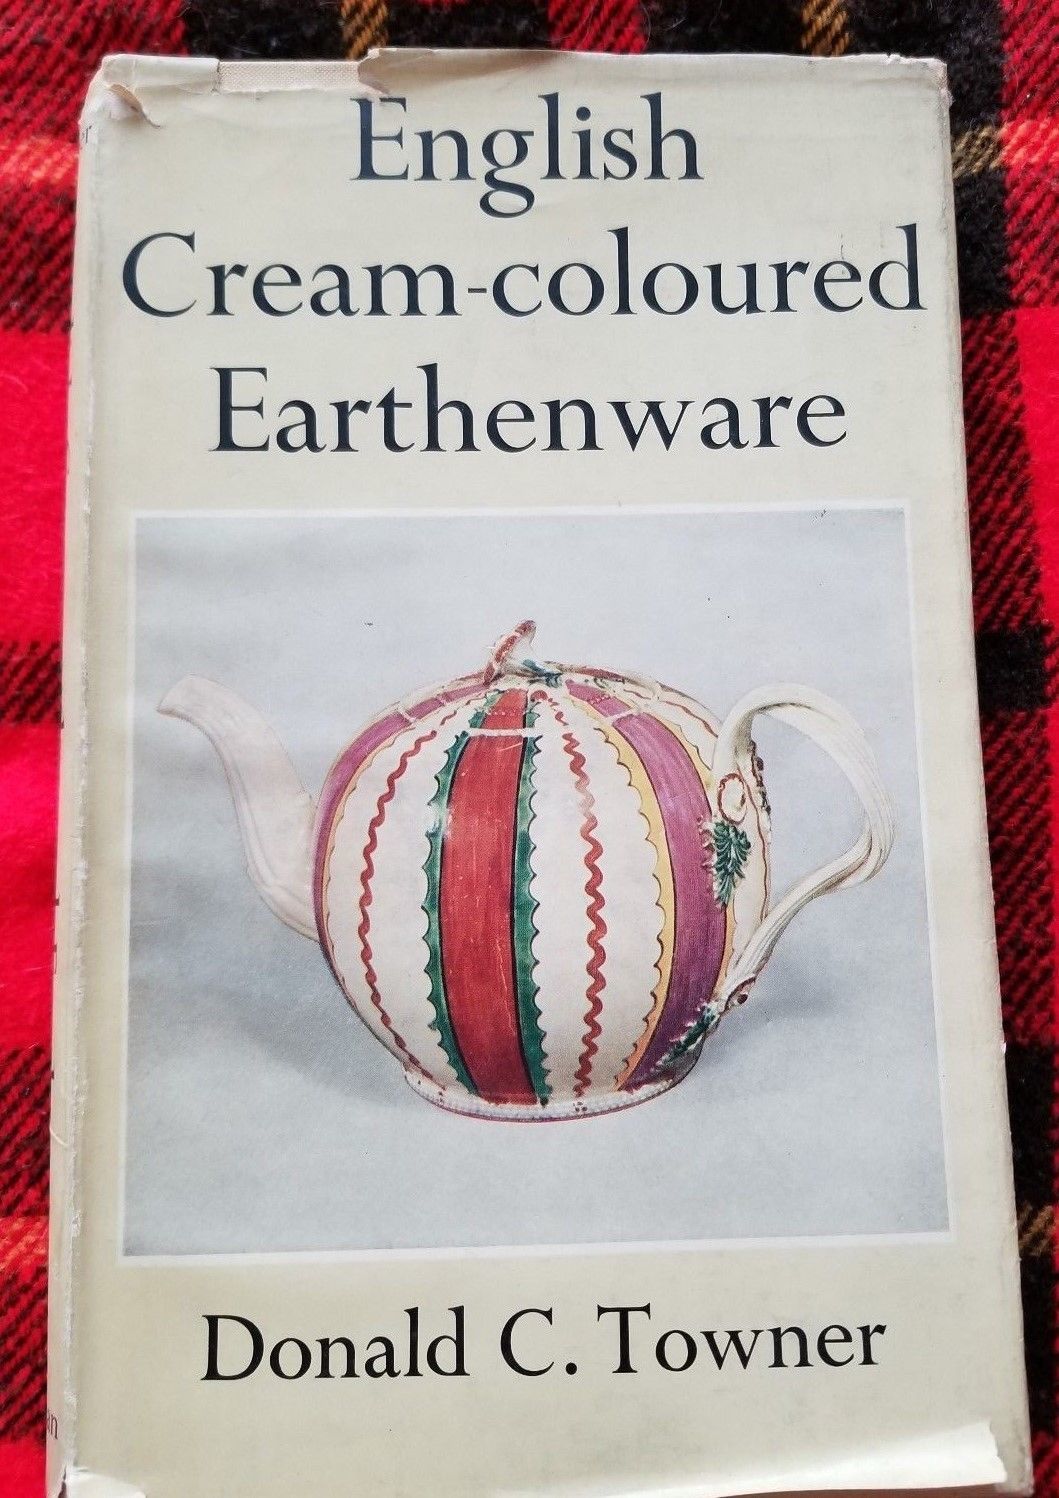 English
Cream-coloured
Earthenware
Donald C. Towner